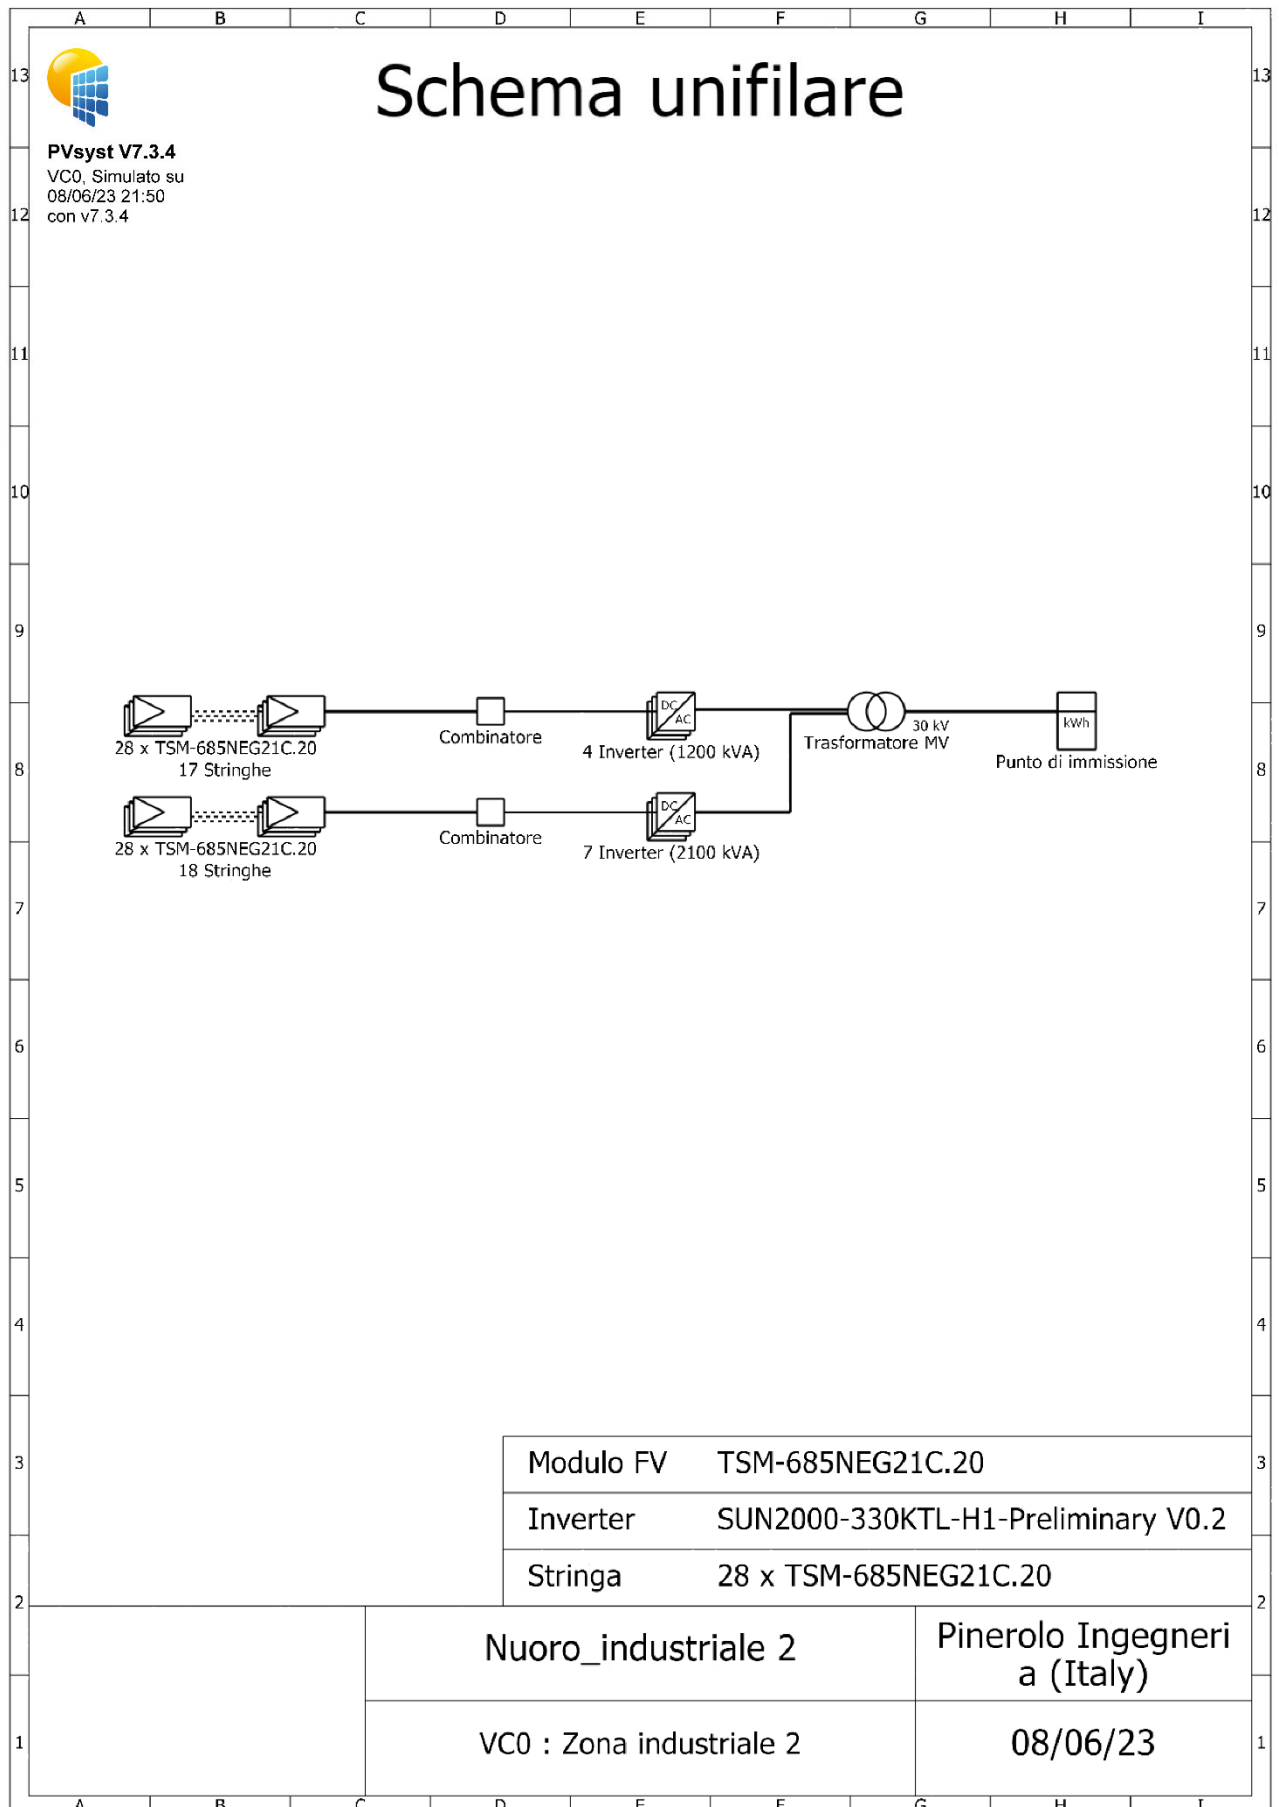 A B C D E F G H I
13 13
Schema unifilare
PVsyst V7.3.4
VC0, Simulato su
08/06/23 21:50
con v7.3.4
12 12
11 11
10 10
9 9
DC
AC
kWh
30 kV
Combinatore
Trasformatore MV
28 x TSM-685NEG21C.20
4 Inverter (1200 kVA)
Punto di immissione
17 Stringhe
8 8
DC
AC
Combinatore
28 x TSM-685NEG21C.20
7 Inverter (2100 kVA)
18 Stringhe
7 7
6 6
5 5
4 4
3 3
Modulo FV TSM-685NEG21C.20
Inverter SUN2000-330KTL-H1-Preliminary V0.2
Stringa 28 x TSM-685NEG21C.20
2 2
Nuoro_industriale 2
Pinerolo Ingegneri
a (Italy)
1 1
VC0 : Zona industriale 2
08/06/23
A B C D E F G H I